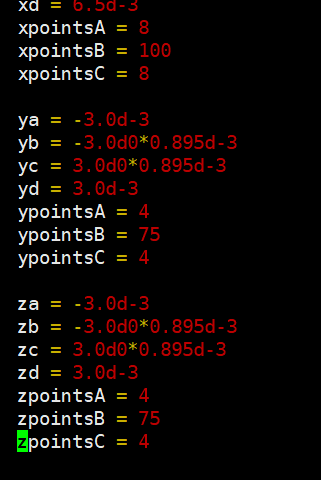 xd = 6.5d-3
xpointsA = 8
xpointsB = 100
xpointsC = 8
ya = -3.0d-3
yb = -3.0d0*0.895d-3
yc = 3.0d0*0.895d-3
yd = 3.0d-3
ypointsA = 4
ypointsB = 75
ypointsC = 4
za = -3.0d-3
zb = -3.0d0*0.895d-3
zc = 3.0d0*0.895d-3
zd = 3.0d-3
zpointsA = 4
zpointsB = 75
zpointsC = 4